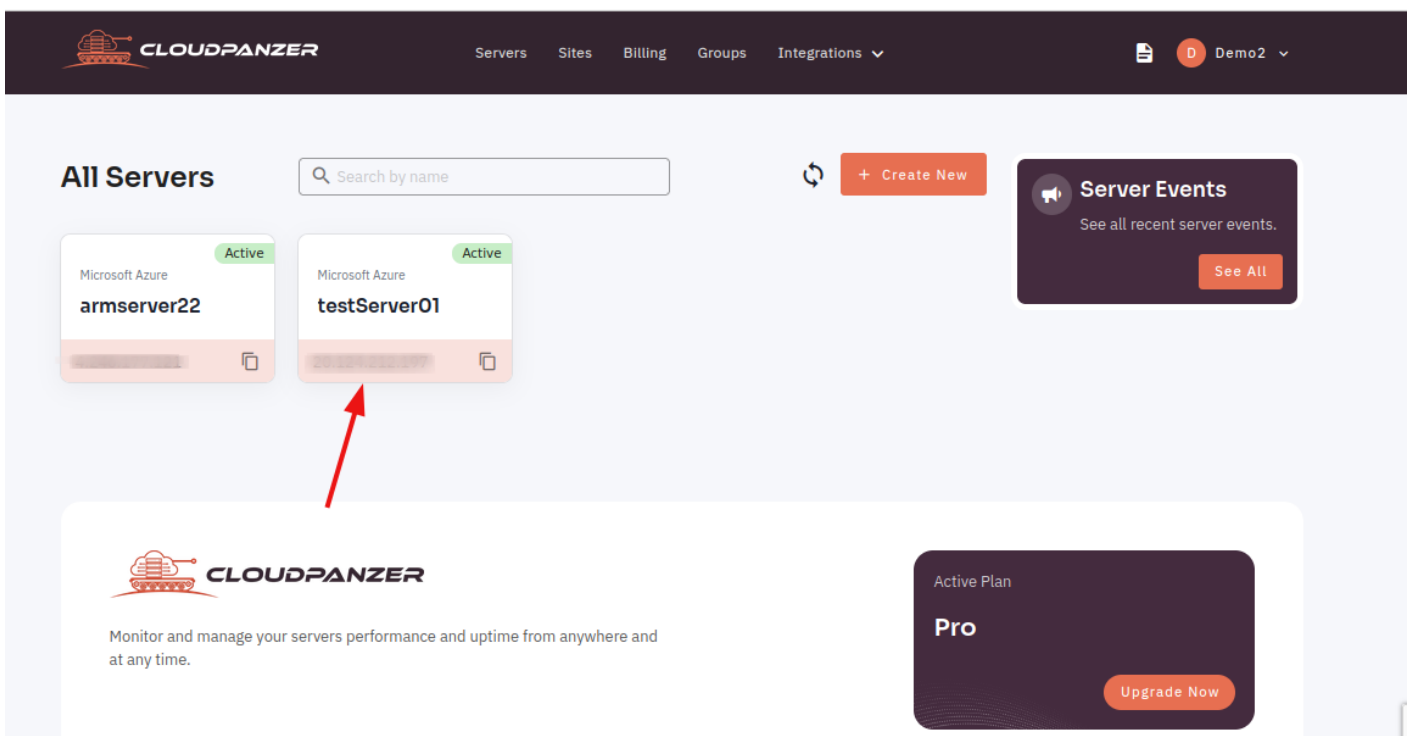 CLOUDPANZER
Servers Sites Billing Groups Integrations
D Demo2
All Servers
Search by name
+ Create New
Server Events
See all recent server events.
See All
Active
Microsoft Azure
armserver22
Active
Microsoft Azure
testServer01
CLOUDPANZER
Monitor and manage your servers performance and uptime from anywhere and
at any time.
Active Plan
Pro
Upgrade Now